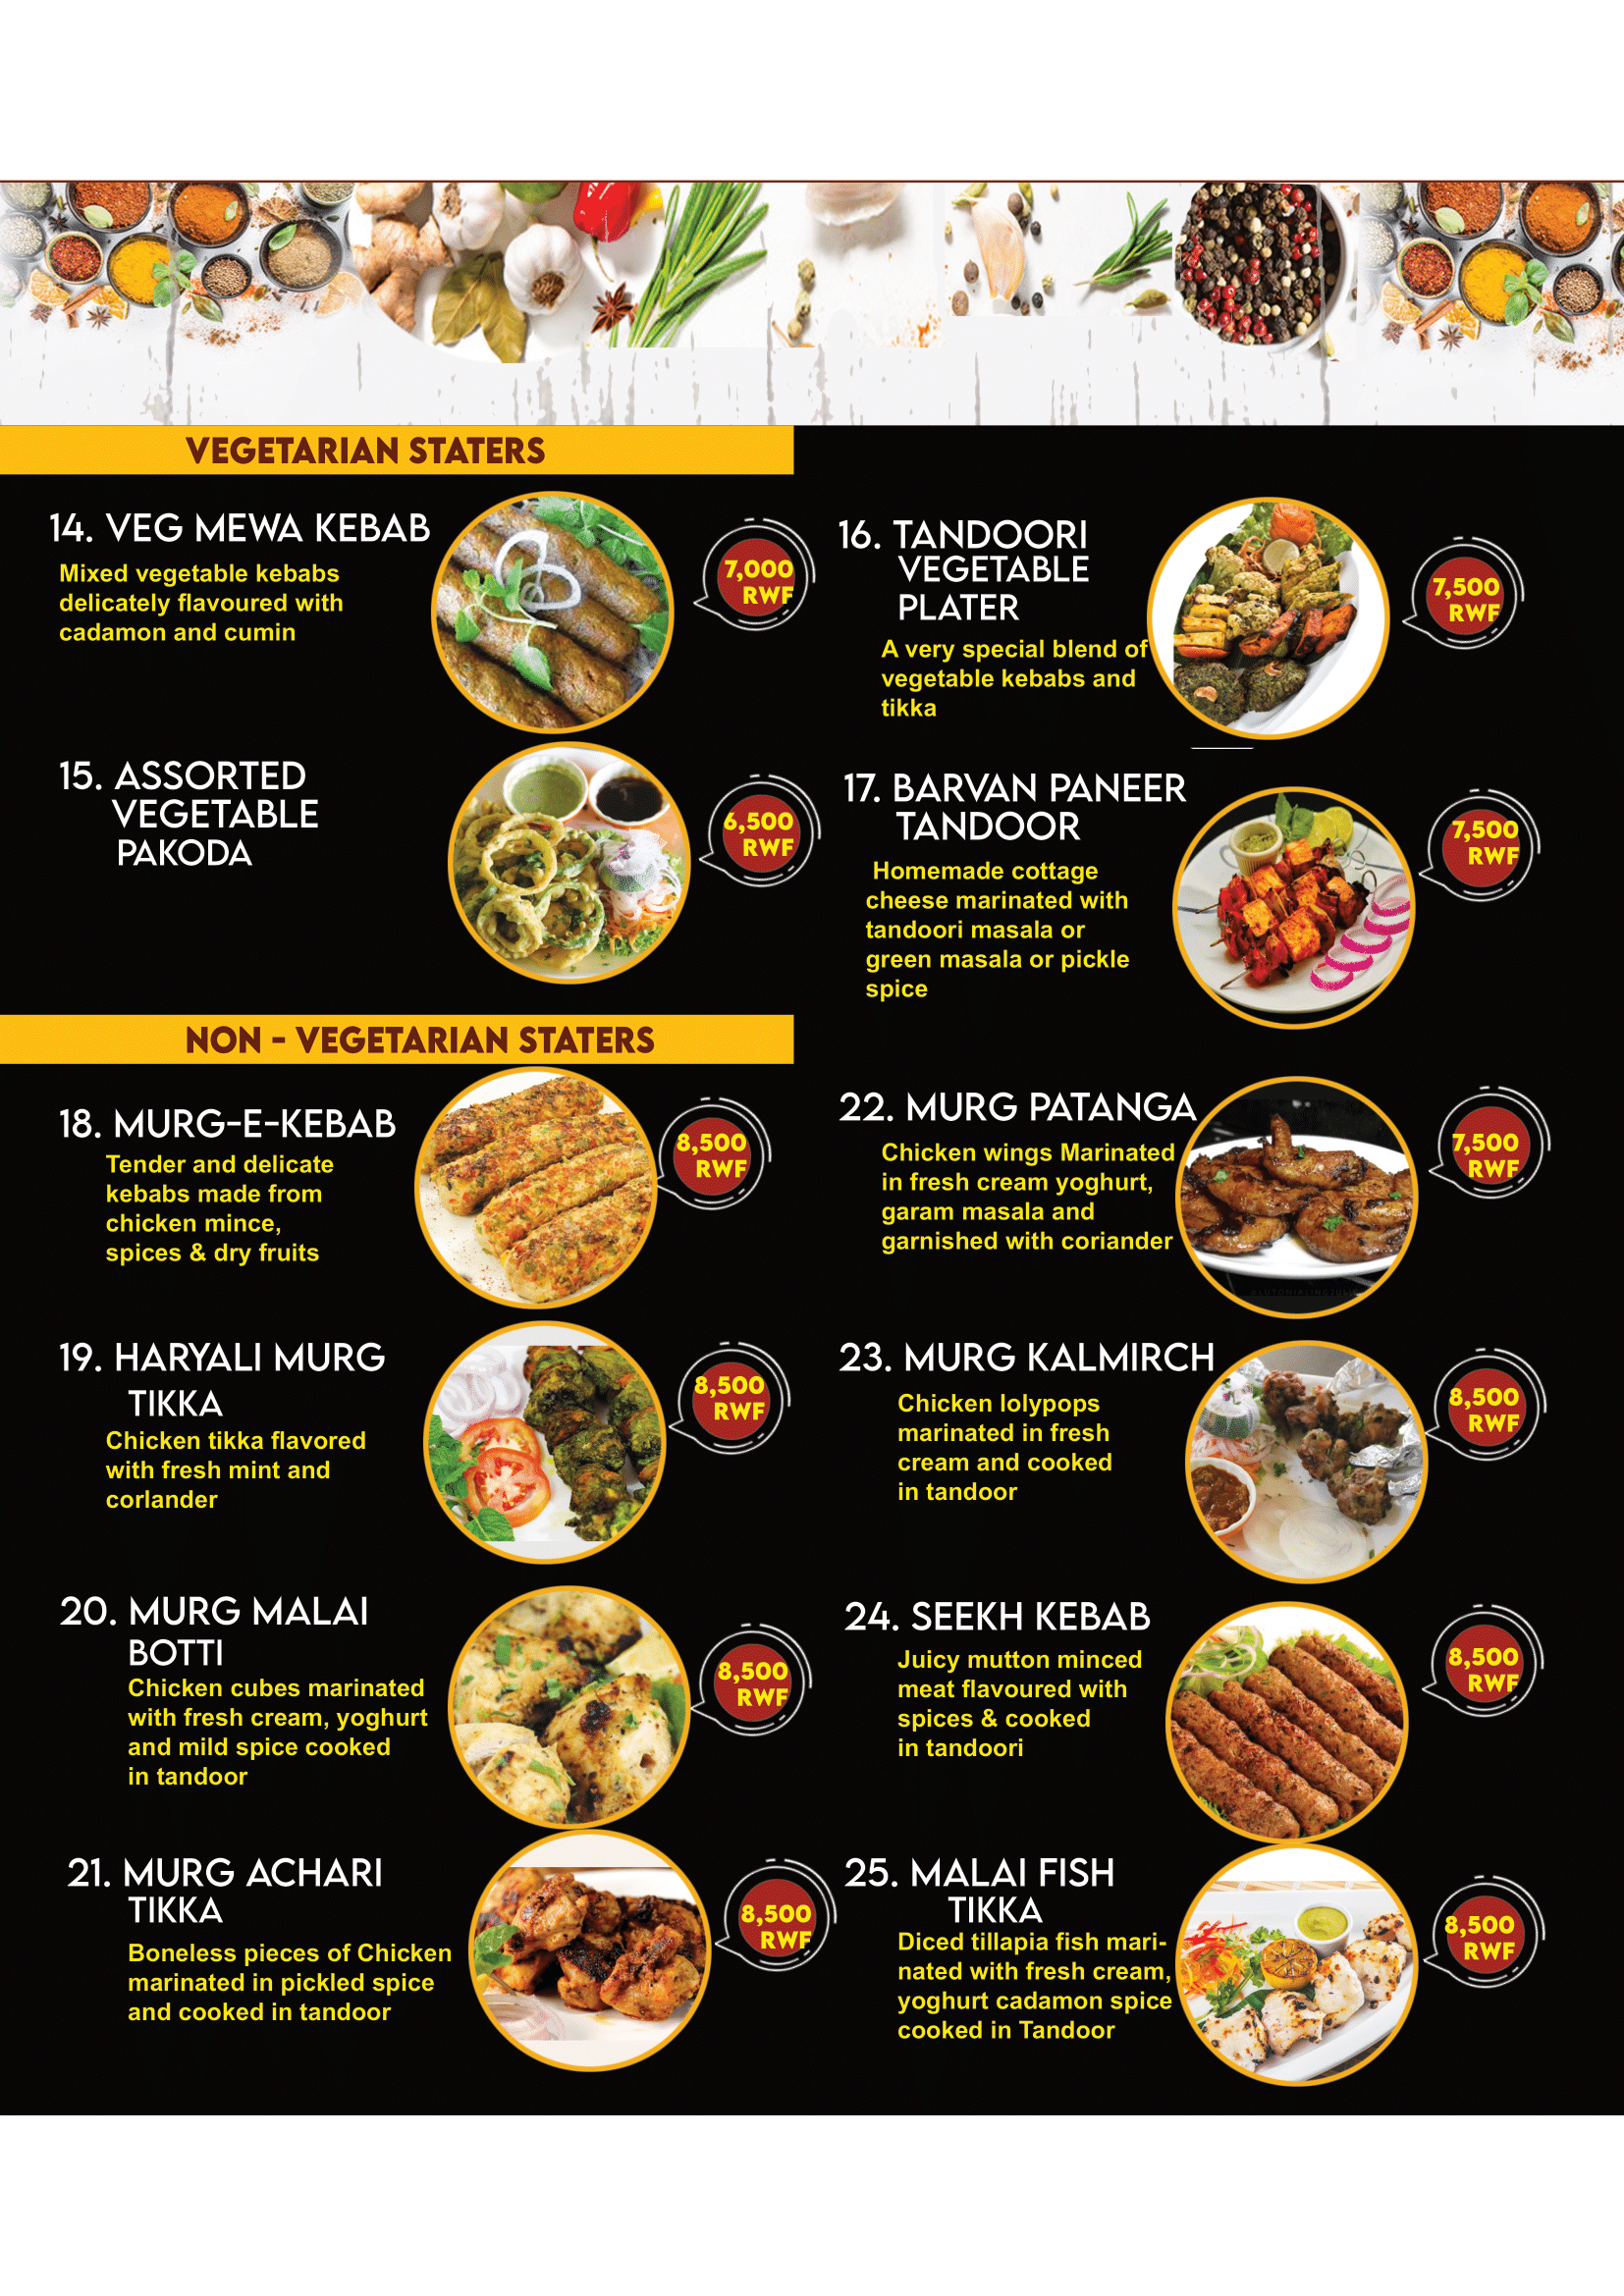 VEGETARIAN STATERS
14. VEG MEWA KEBAB
Mixed vegetable kebabs
delicately flavoured with
cadamon and cumin
7,000
RWF
15. ASSORTED
VEGETABLE
PAKODA
6,500
RWF
16. TANDOORI
VEGETABLE
PLATER
A very special blend of
vegetable kebabs and
tikka
7,500
RWF
17. BARVAN PANEER
TANDOOR
Homemade cottage
cheese marinated with
tandoori masala or
green masala or pickle
spice
7,500
RWF
NON - VEGETARIAN STATERS
18. MURG-E-KEBAB
Tender and delicate
kebabs made from
chicken mince,
spices & dry fruits
8,500
RWF
19. HARYALI MURG
TIKKA
Chicken tikka flavored
with fresh mint and
corlander
8,500
RWF
20. MURG MALAI
BOTTI
Chicken cubes marinated
with fresh cream, yoghurt
and mild spice cooked
in tandoor
8,500
RWF
21. MURG ACHARI
TIKKA
Boneless pieces of Chicken
marinated in pickled spice
and cooked in tandoor
8,500
RWF
22. MURG PATANGA
Chicken wings Marinated
in fresh cream yoghurt,
garam masala and
garnished with coriander
7,500
RWF
23. MURG KALMIRCH
Chicken lolypops
marinated in fresh
cream and cooked
in tandoor
8,500
RWF
24. SEEKH KEBAB
Juicy mutton minced
meat flavoured with
spices & cooked
in tandoori
8,500
RWF
25. MALAI FISH
TIKKA
Diced tillapia fish mari-
nated with fresh cream,
yoghurt cadamon spice
cooked in Tandoor
8,500
RWF